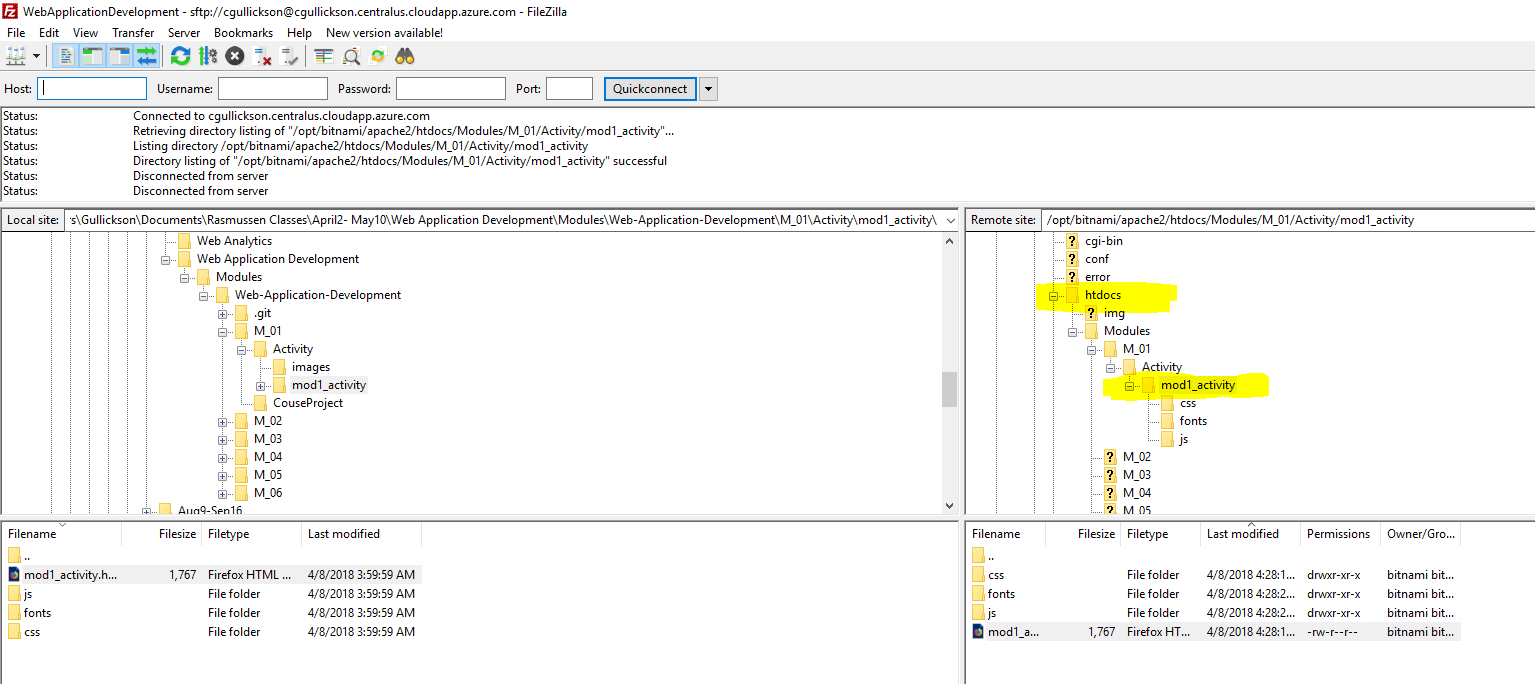 WebApplicationDevelopment - sftp://cgullickson@cgullickson.centralus.cloudapp.azure.com - FileZilla
File Edit View Transfer Server Bookmarks Help New version available!
Host: Username: Password: Port: Quickconnect
Status: Connected to cgullickson.centralus.cloudapp.azure.com
Status: Retrieving directory listing of "/opt/bitnami/apache2/htdocs/Modules/M_01/Activity/mod1_activity"...
Status: Listing directory /opt/bitnami/apache2/htdocs/Modules/M_01/Activity/mod1_activity
Status: Directory listing of "/opt/bitnami/apache2/htdocs/Modules/M_01/Activity/mod1_activity" successful
Status: Disconnected from server
Status: Disconnected from server
Local site: s\Gullickson\Documents\Rasmussen Classes\April2- May10\Web Application Development\Modules\Web-Application-Development\M_01\Activity\mod1_activity\
Web Analytics
Web Application Development
Modules
Web-Application-Development
.git
M_01
Activity
images
mod1_activity
CouseProject
M_02
M_03
M_04
M_05
M_06
Aug9-Sep16
Filename Filesize Filetype Last modified
..
mod1_activity.h... 1,767 Firefox HTML ... 4/8/2018 3:59:59 AM
js File folder 4/8/2018 3:59:59 AM
fonts File folder 4/8/2018 3:59:59 AM
css File folder 4/8/2018 3:59:59 AM
Remote site: /opt/bitnami/apache2/htdocs/Modules/M_01/Activity/mod1_activity
cgi-bin
conf
error
htdocs
img
Modules
M_01
Activity
mod1_activity
css
fonts
js
M_02
M_03
M_04
M_05
Filename Filesize Filetype Last modified Permissions Owner/Gro...
..
css File folder 4/8/2018 4:28:1... drwxr-xr-x bitnami bit...
fonts File folder 4/8/2018 4:28:2... drwxr-xr-x bitnami bit...
js File folder 4/8/2018 4:28:2... drwxr-xr-x bitnami bit...
mod1_a... 1,767 Firefox HT... 4/8/2018 4:28:1... -rw-r--r-- bitnami bit...